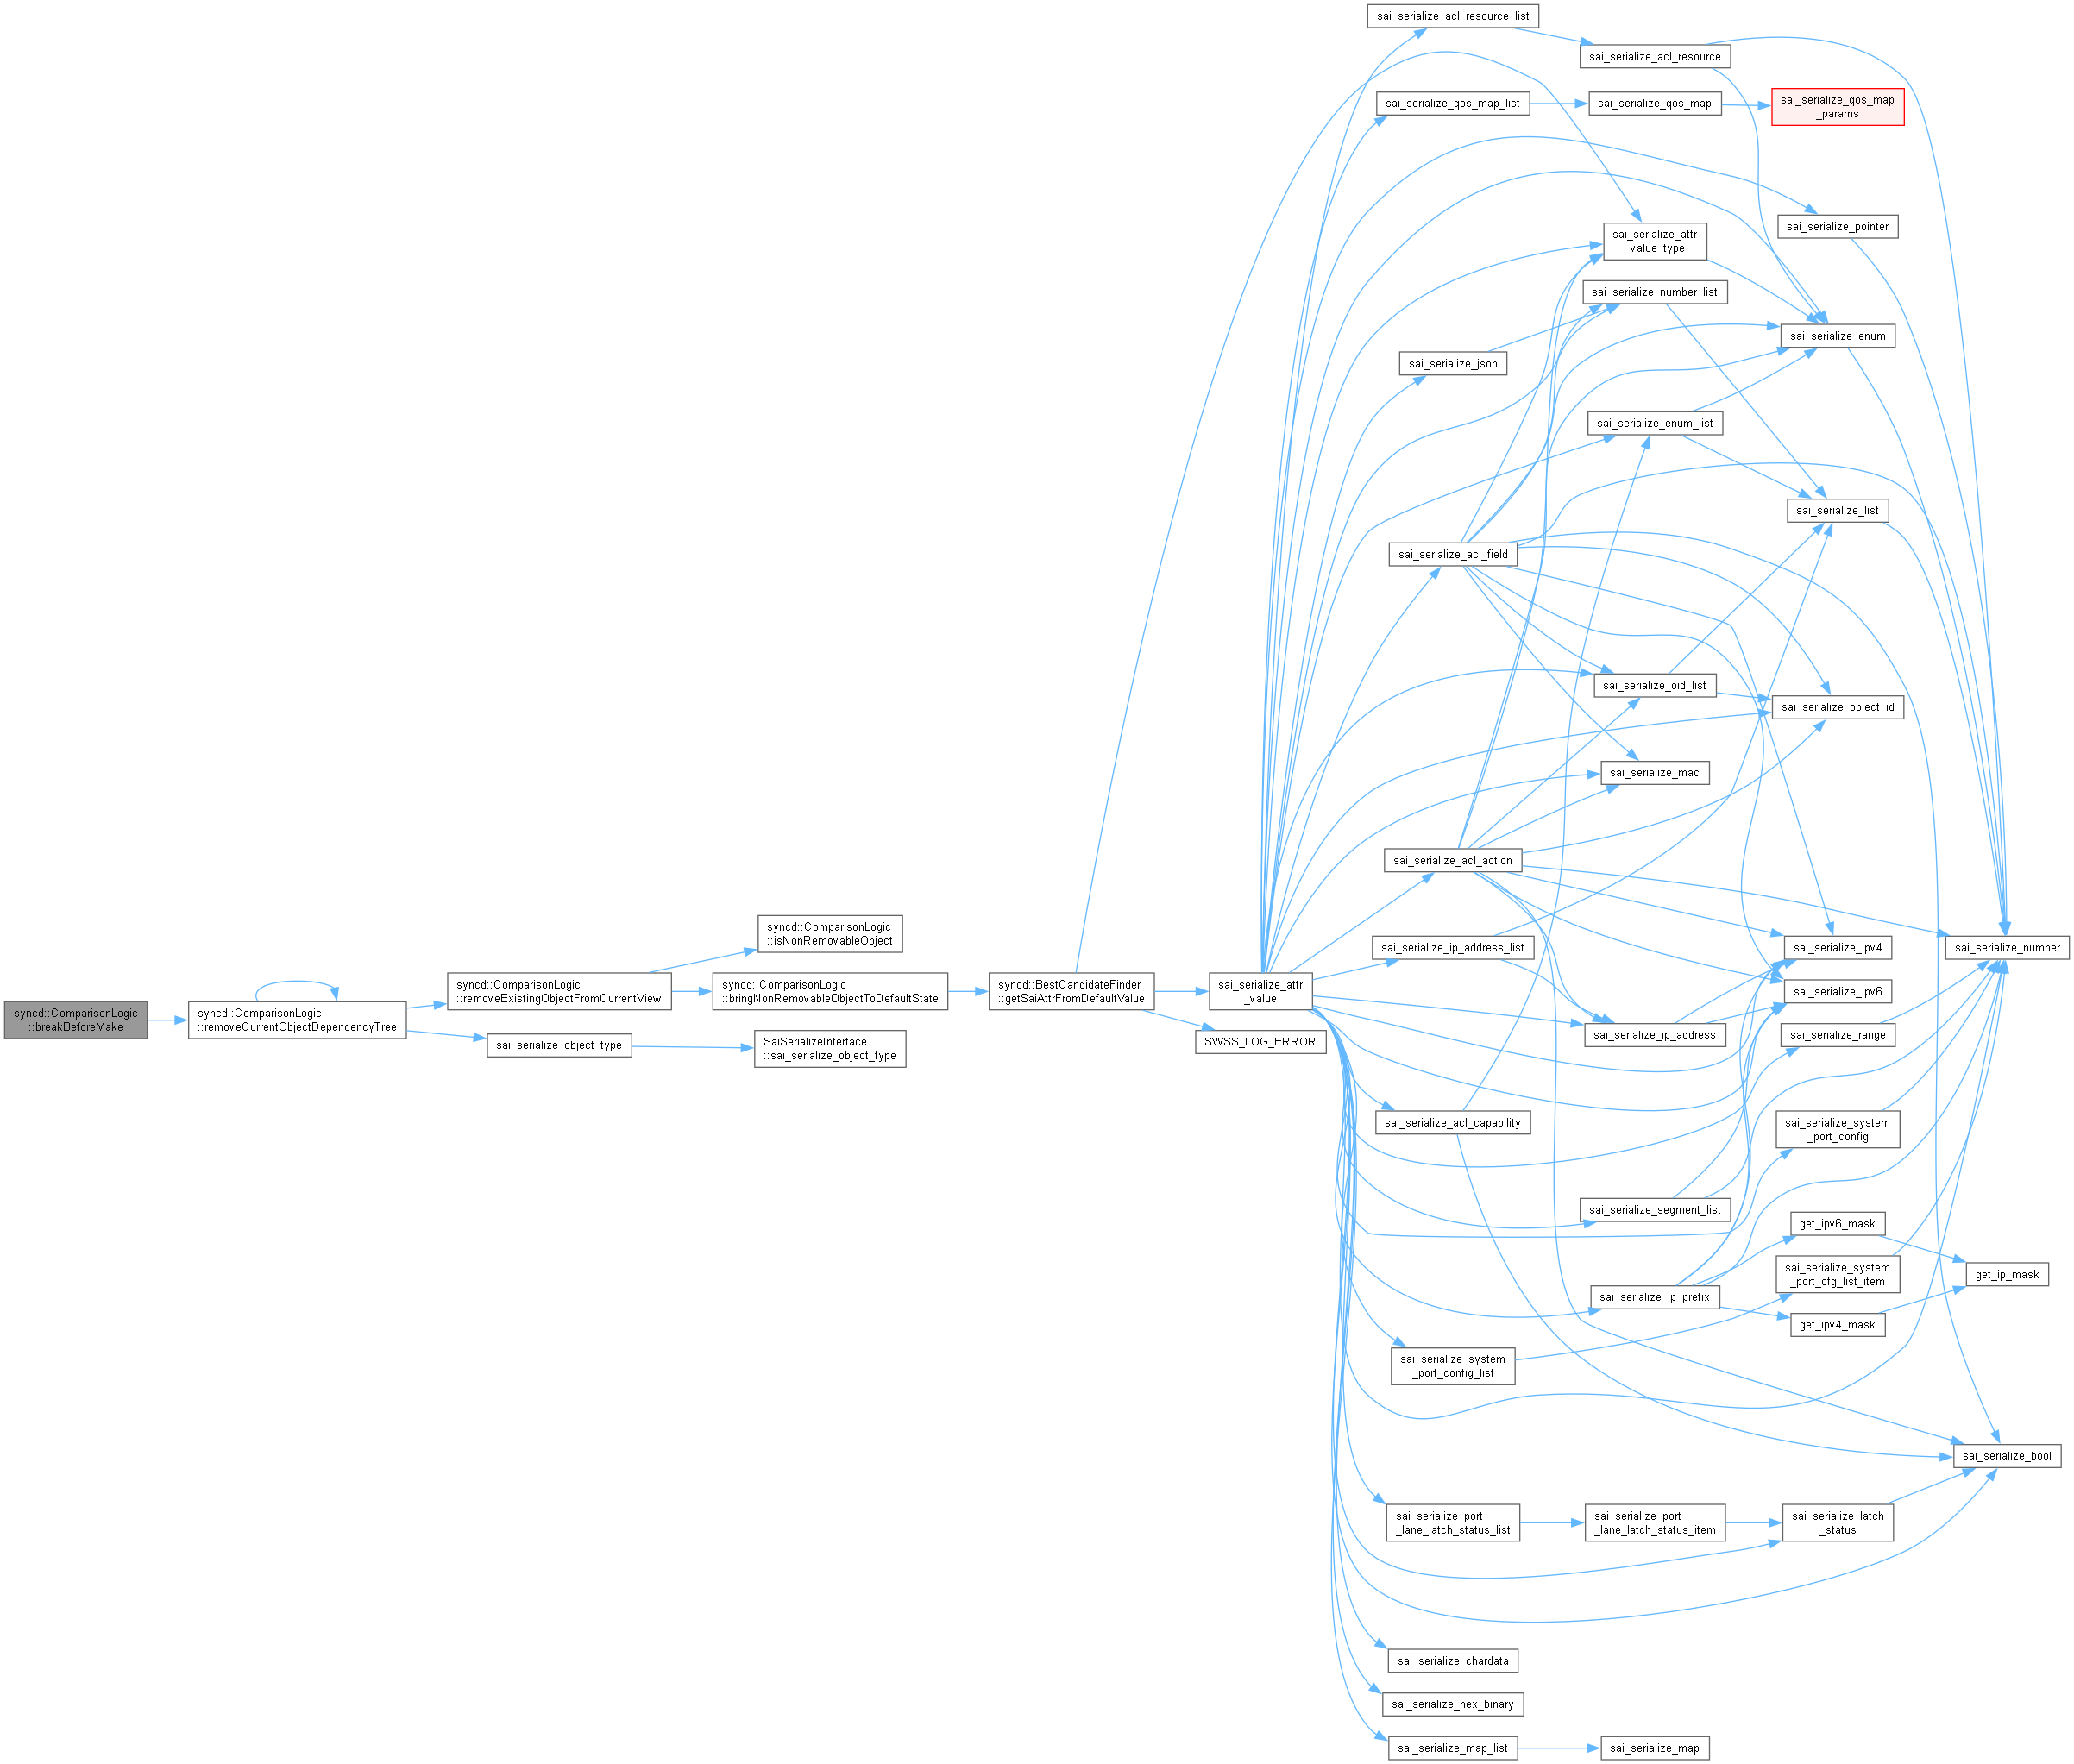 syncd::ComparisonLogic
::breakBeforeMake
syncd::ComparisonLogic
::removeCurrentObjectDependencyTree
syncd::ComparisonLogic
::removeExistingObjectFromCurrentView
sai_serialize_object_type
syncd::ComparisonLogic
::isNonRemovableObject
syncd::ComparisonLogic
::bringNonRemovableObjectToDefaultState
SaiSerializeInterface
::sai_serialize_object_type
syncd::BestCandidateFinder
::getSaiAttrFromDefaultValue
sai_serialize_attr
_value
SWSS_LOG_ERROR
sai_serialize_acl_resource_list
sai_serialize_qos_map_list
sai_serialize_json
sai_serialize_acl_field
sai_serialize_acl_action
sai_serialize_ip_address_list
sai_serialize_acl_capability
sai_serialize_system
_port_config_list
sai_serialize_port
_lane_latch_status_list
sai_serialize_chardata
sai_serialize_hex_binary
sai_serialize_map_list
sai_serialize_acl_resource
sai_serialize_qos_map
sai_serialize_attr
_value_type
sai_serialize_number_list
sai_serialize_enum_list
sai_serialize_oid_list
sai_serialize_mac
sai_serialize_ip_address
sai_serialize_segment_list
sai_serialize_ip_prefix
sai_serialize_port
_lane_latch_status_item
sai_serialize_map
sai_serialize_qos_map
_params
sai_serialize_pointer
sai_serialize_enum
sai_serialize_list
sai_serialize_object_id
sai_serialize_ipv4
sai_serialize_ipv6
sai_serialize_range
sai_serialize_system
_port_config
get_ipv6_mask
sai_serialize_system
_port_cfg_list_item
get_ipv4_mask
sai_serialize_latch
_status
sai_serialize_number
get_ip_mask
sai_serialize_bool